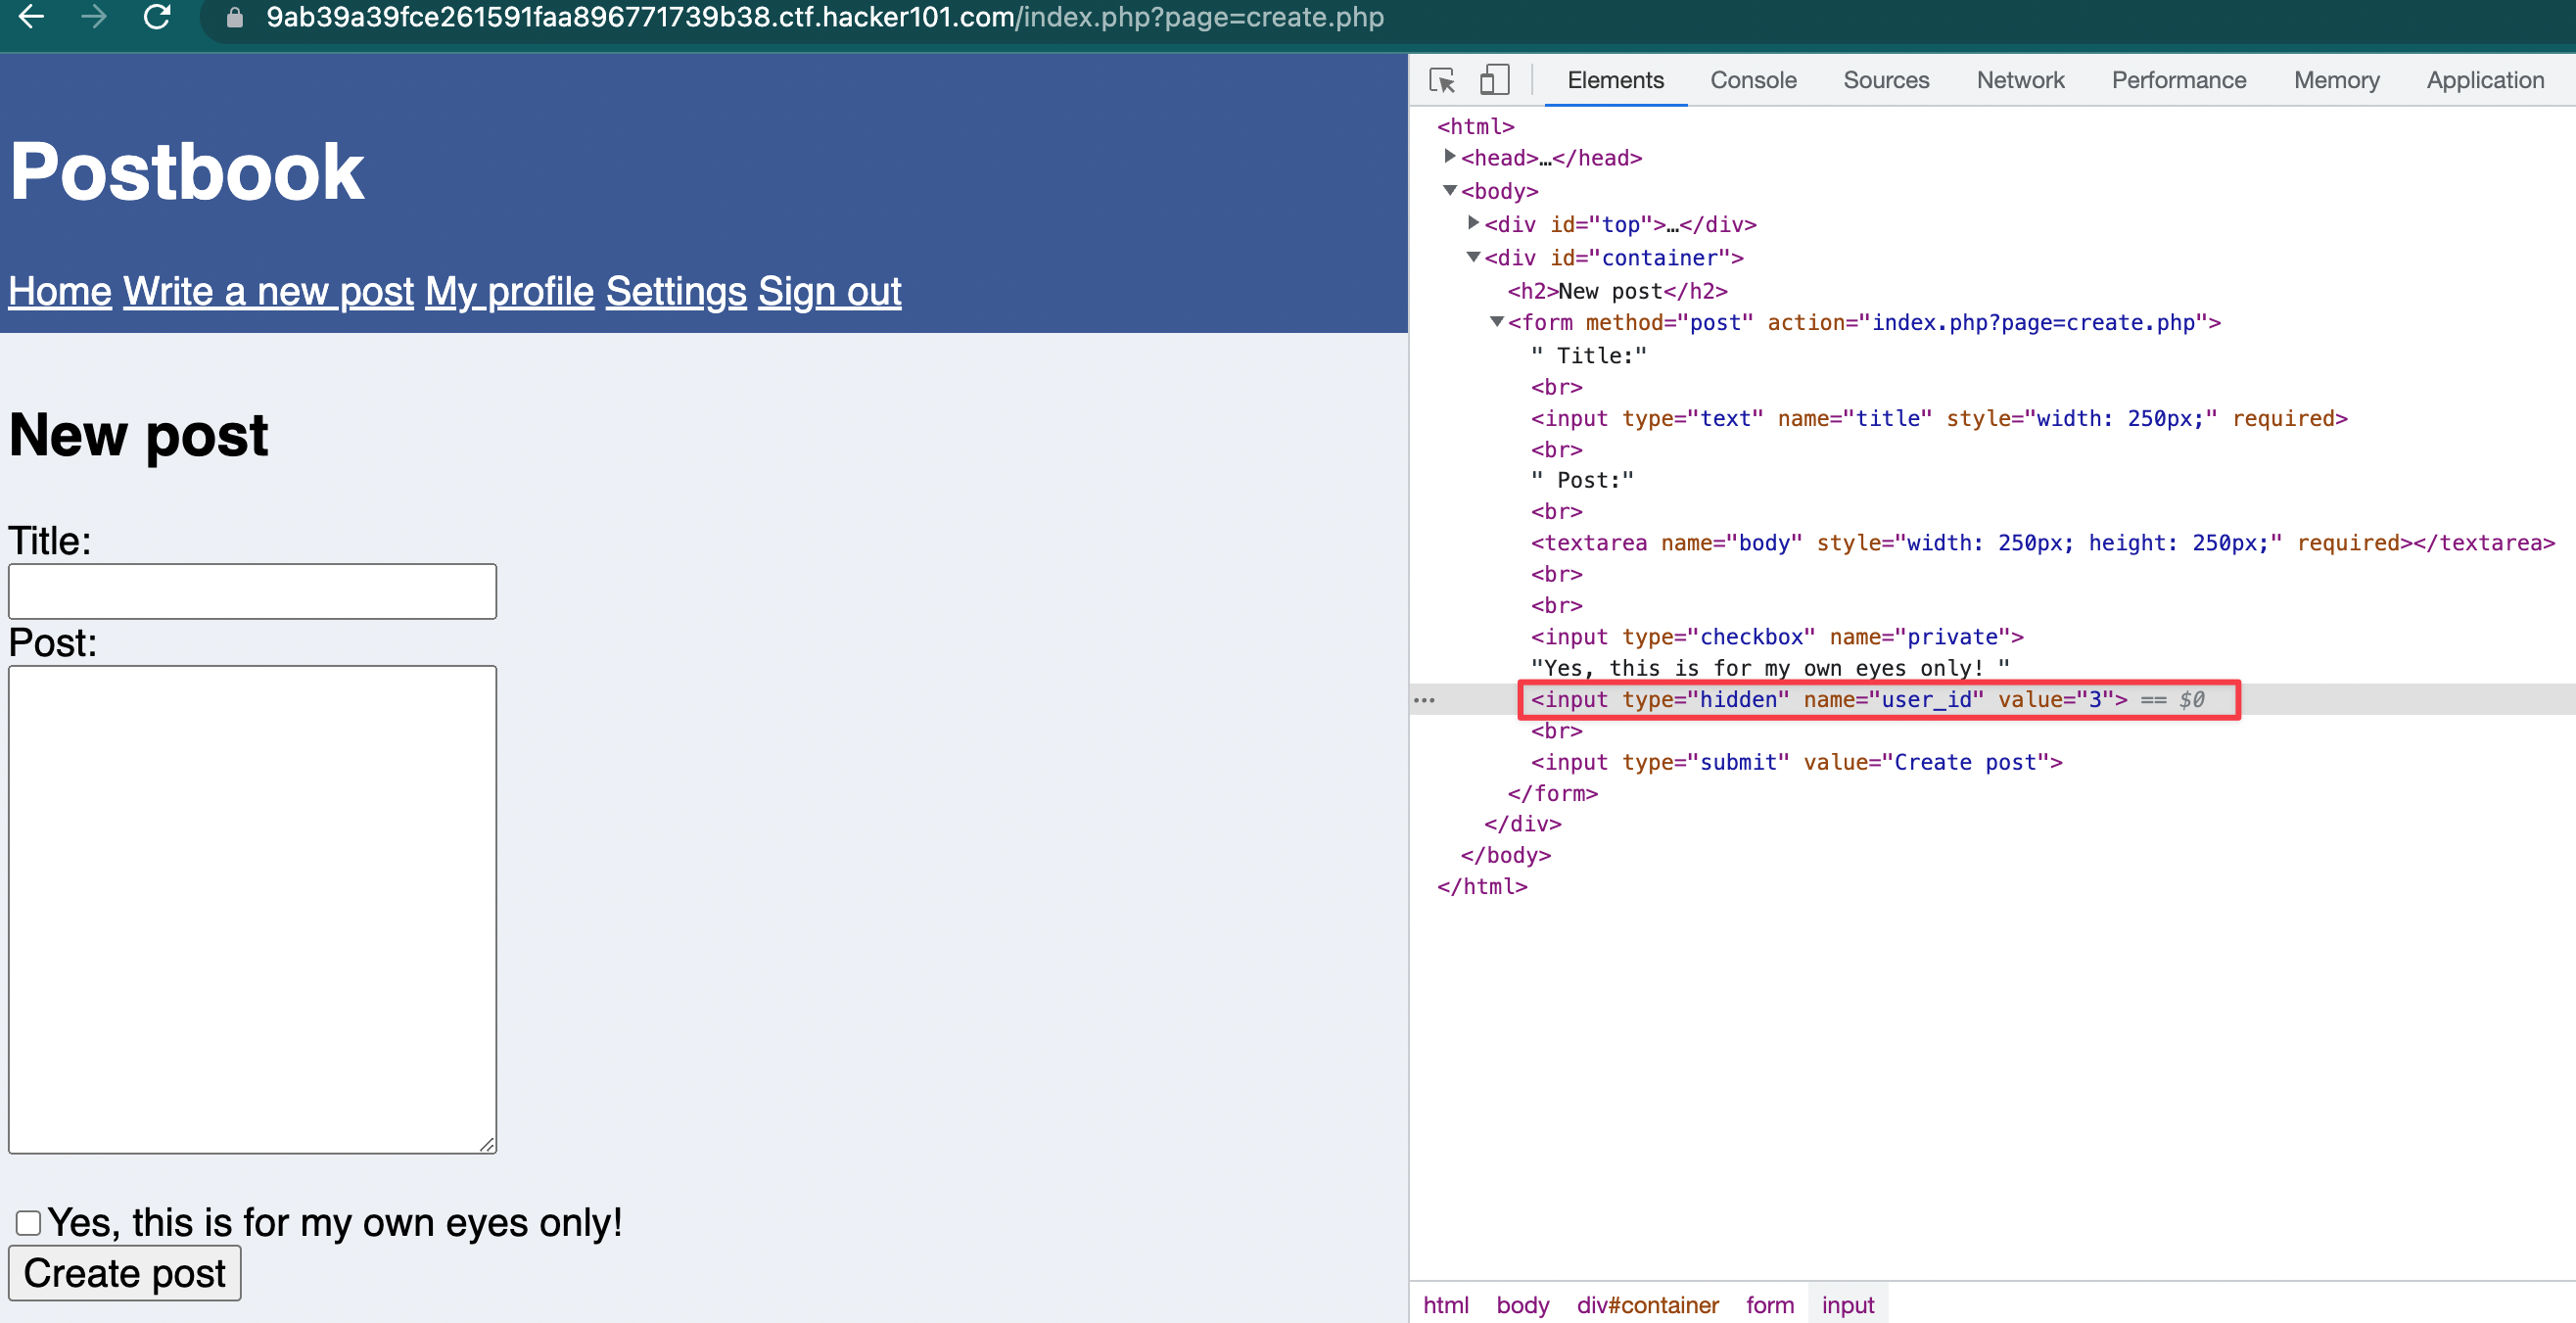 9ab39a39fce261591faa896771739b38.ctf.hacker101.com/index.php?page=create.php
Postbook
Home Write a new post My profile Settings Sign out
New post
Title:
Post:
Yes, this is for my own eyes only!
Create post
Elements Console Sources Network Performance Memory Application
<html>
<head>…</head>
<body>
<div id="top">…</div>
<div id="container">
<h2>New post</h2>
<form method="post" action="index.php?page=create.php">
" Title:"
<br>
<input type="text" name="title" style="width: 250px;" required>
<br>
" Post:"
<br>
<textarea name="body" style="width: 250px; height: 250px;" required></textarea>
<br>
<br>
<input type="checkbox" name="private">
"Yes, this is for my own eyes only! "
<input type="hidden" name="user_id" value="3"> == $0
<br>
<input type="submit" value="Create post">
</form>
</div>
</body>
</html>
html body div#container form input